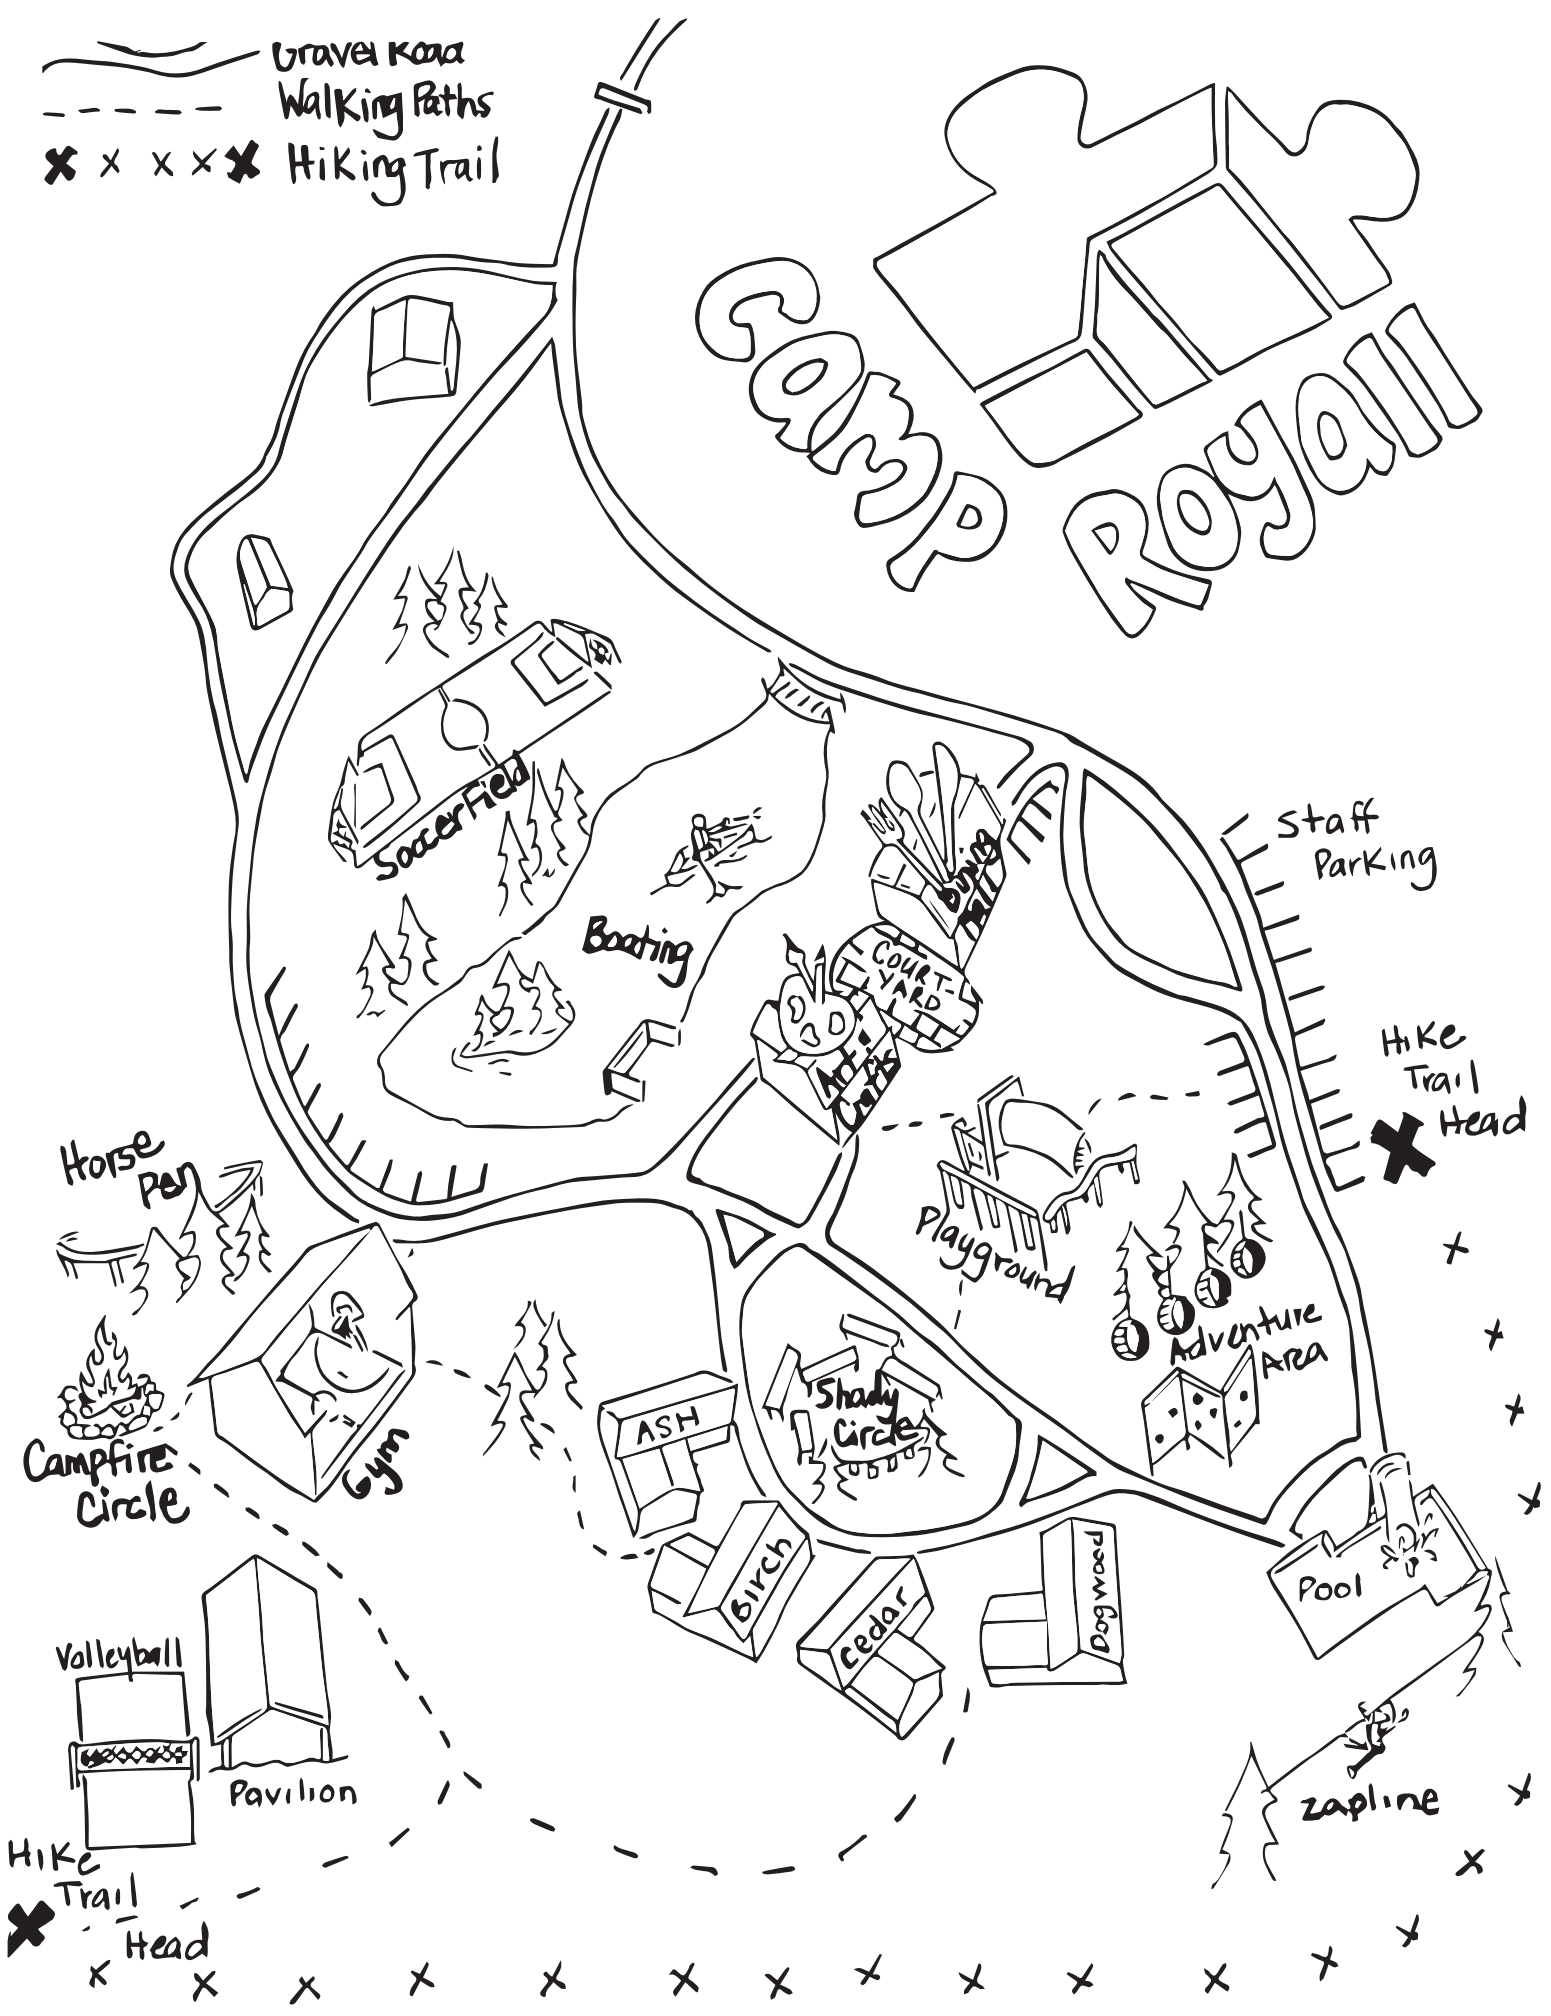 Gravel Road
Walking Paths
Hiking Trail
Camp
Royall
Soccer Field
Boating
Dining
Hall
Court-
yard
Art &
Crafts
Staff
Parking
Hike
Trail
Head
Horse
Pen
Playground
Adventure
Area
Campfire
Circle
Gym
Shady
Circle
ASH
Birch
Cedar
Dogwood
Pool
Volleyball
Pavilion
zapline
Hike
Trail
Head